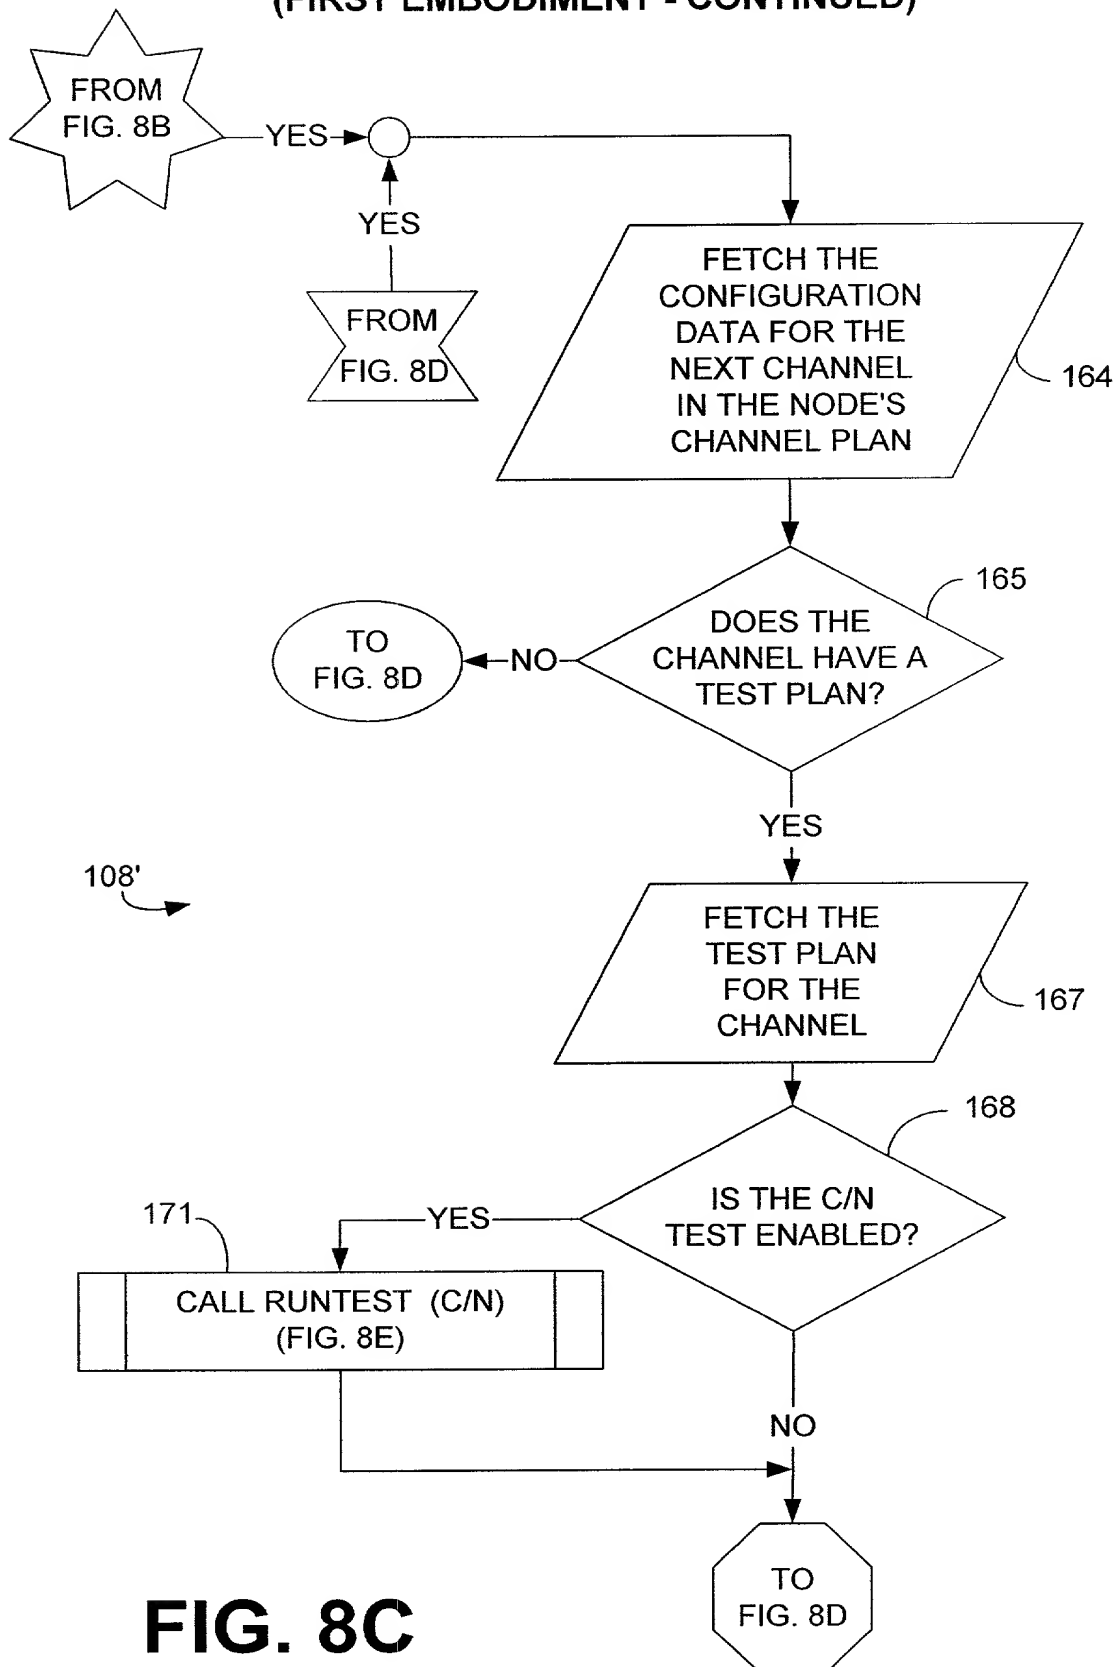 (FIRST EMBODIMENT - CONTINUED)
FROM
FIG. 8B
YES
YES
FROM
FIG. 8D
FETCH THE
CONFIGURATION
DATA FOR THE
NEXT CHANNEL
IN THE NODE'S
CHANNEL PLAN
164
165
DOES THE
CHANNEL HAVE A
TEST PLAN?
NO
TO
FIG. 8D
YES
108'
FETCH THE
TEST PLAN
FOR THE
CHANNEL
167
168
IS THE C/N
TEST ENABLED?
YES
171
CALL RUNTEST (C/N)
(FIG. 8E)
NO
TO
FIG. 8D
FIG. 8C